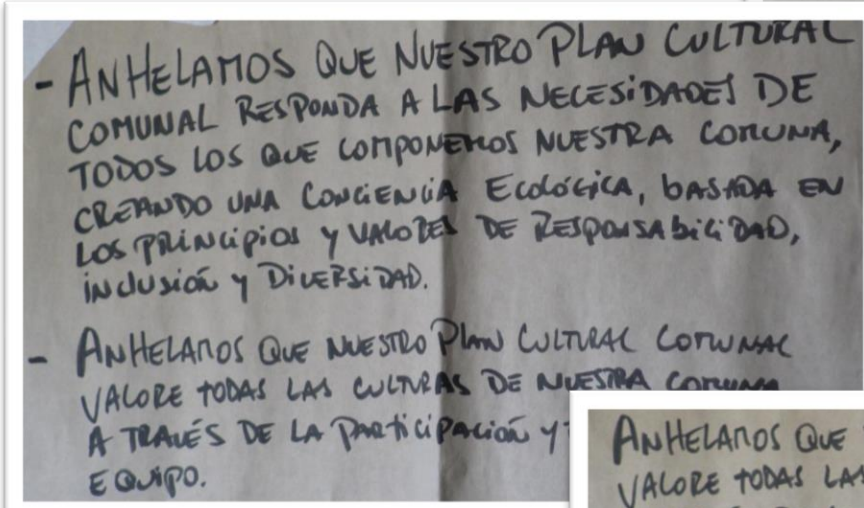 - ANHELAMOS QUE NUESTRO PLAN CULTURAL
COMUNAL RESPONDA A LAS NECESIDADES DE
TODOS LOS QUE COMPONEMOS NUESTRA COMUNA,
CREANDO UNA CONCIENCIA ECOLÓGICA, BASADA EN
LOS PRINCIPIOS Y VALORES DE RESPONSABILIDAD,
INCLUSIÓN Y DIVERSIDAD.
- ANHELAMOS QUE NUESTRO PLAN CULTURAL COMUNAL
VALORE TODAS LAS CULTURAS DE NUESTRA COMUNA
A TRAVÉS DE LA PARTICIPACIÓN Y
EQUIPO.
ANHELAMOS QUE
VALORE TODAS LAS